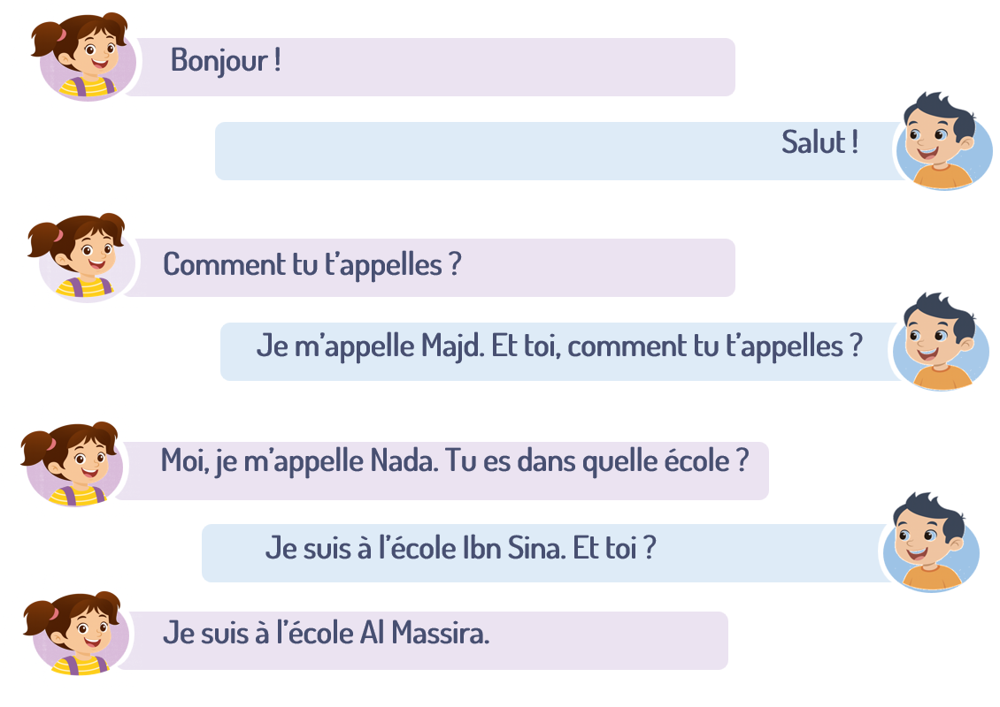 Bonjour !
Salut !
Comment tu t’appelles ?
Je m’appelle Majd. Et toi, comment tu t’appelles ?
Moi, je m’appelle Nada. Tu es dans quelle école ?
Je suis à l’école Ibn Sina. Et toi ?
Je suis à l’école Al Massira.